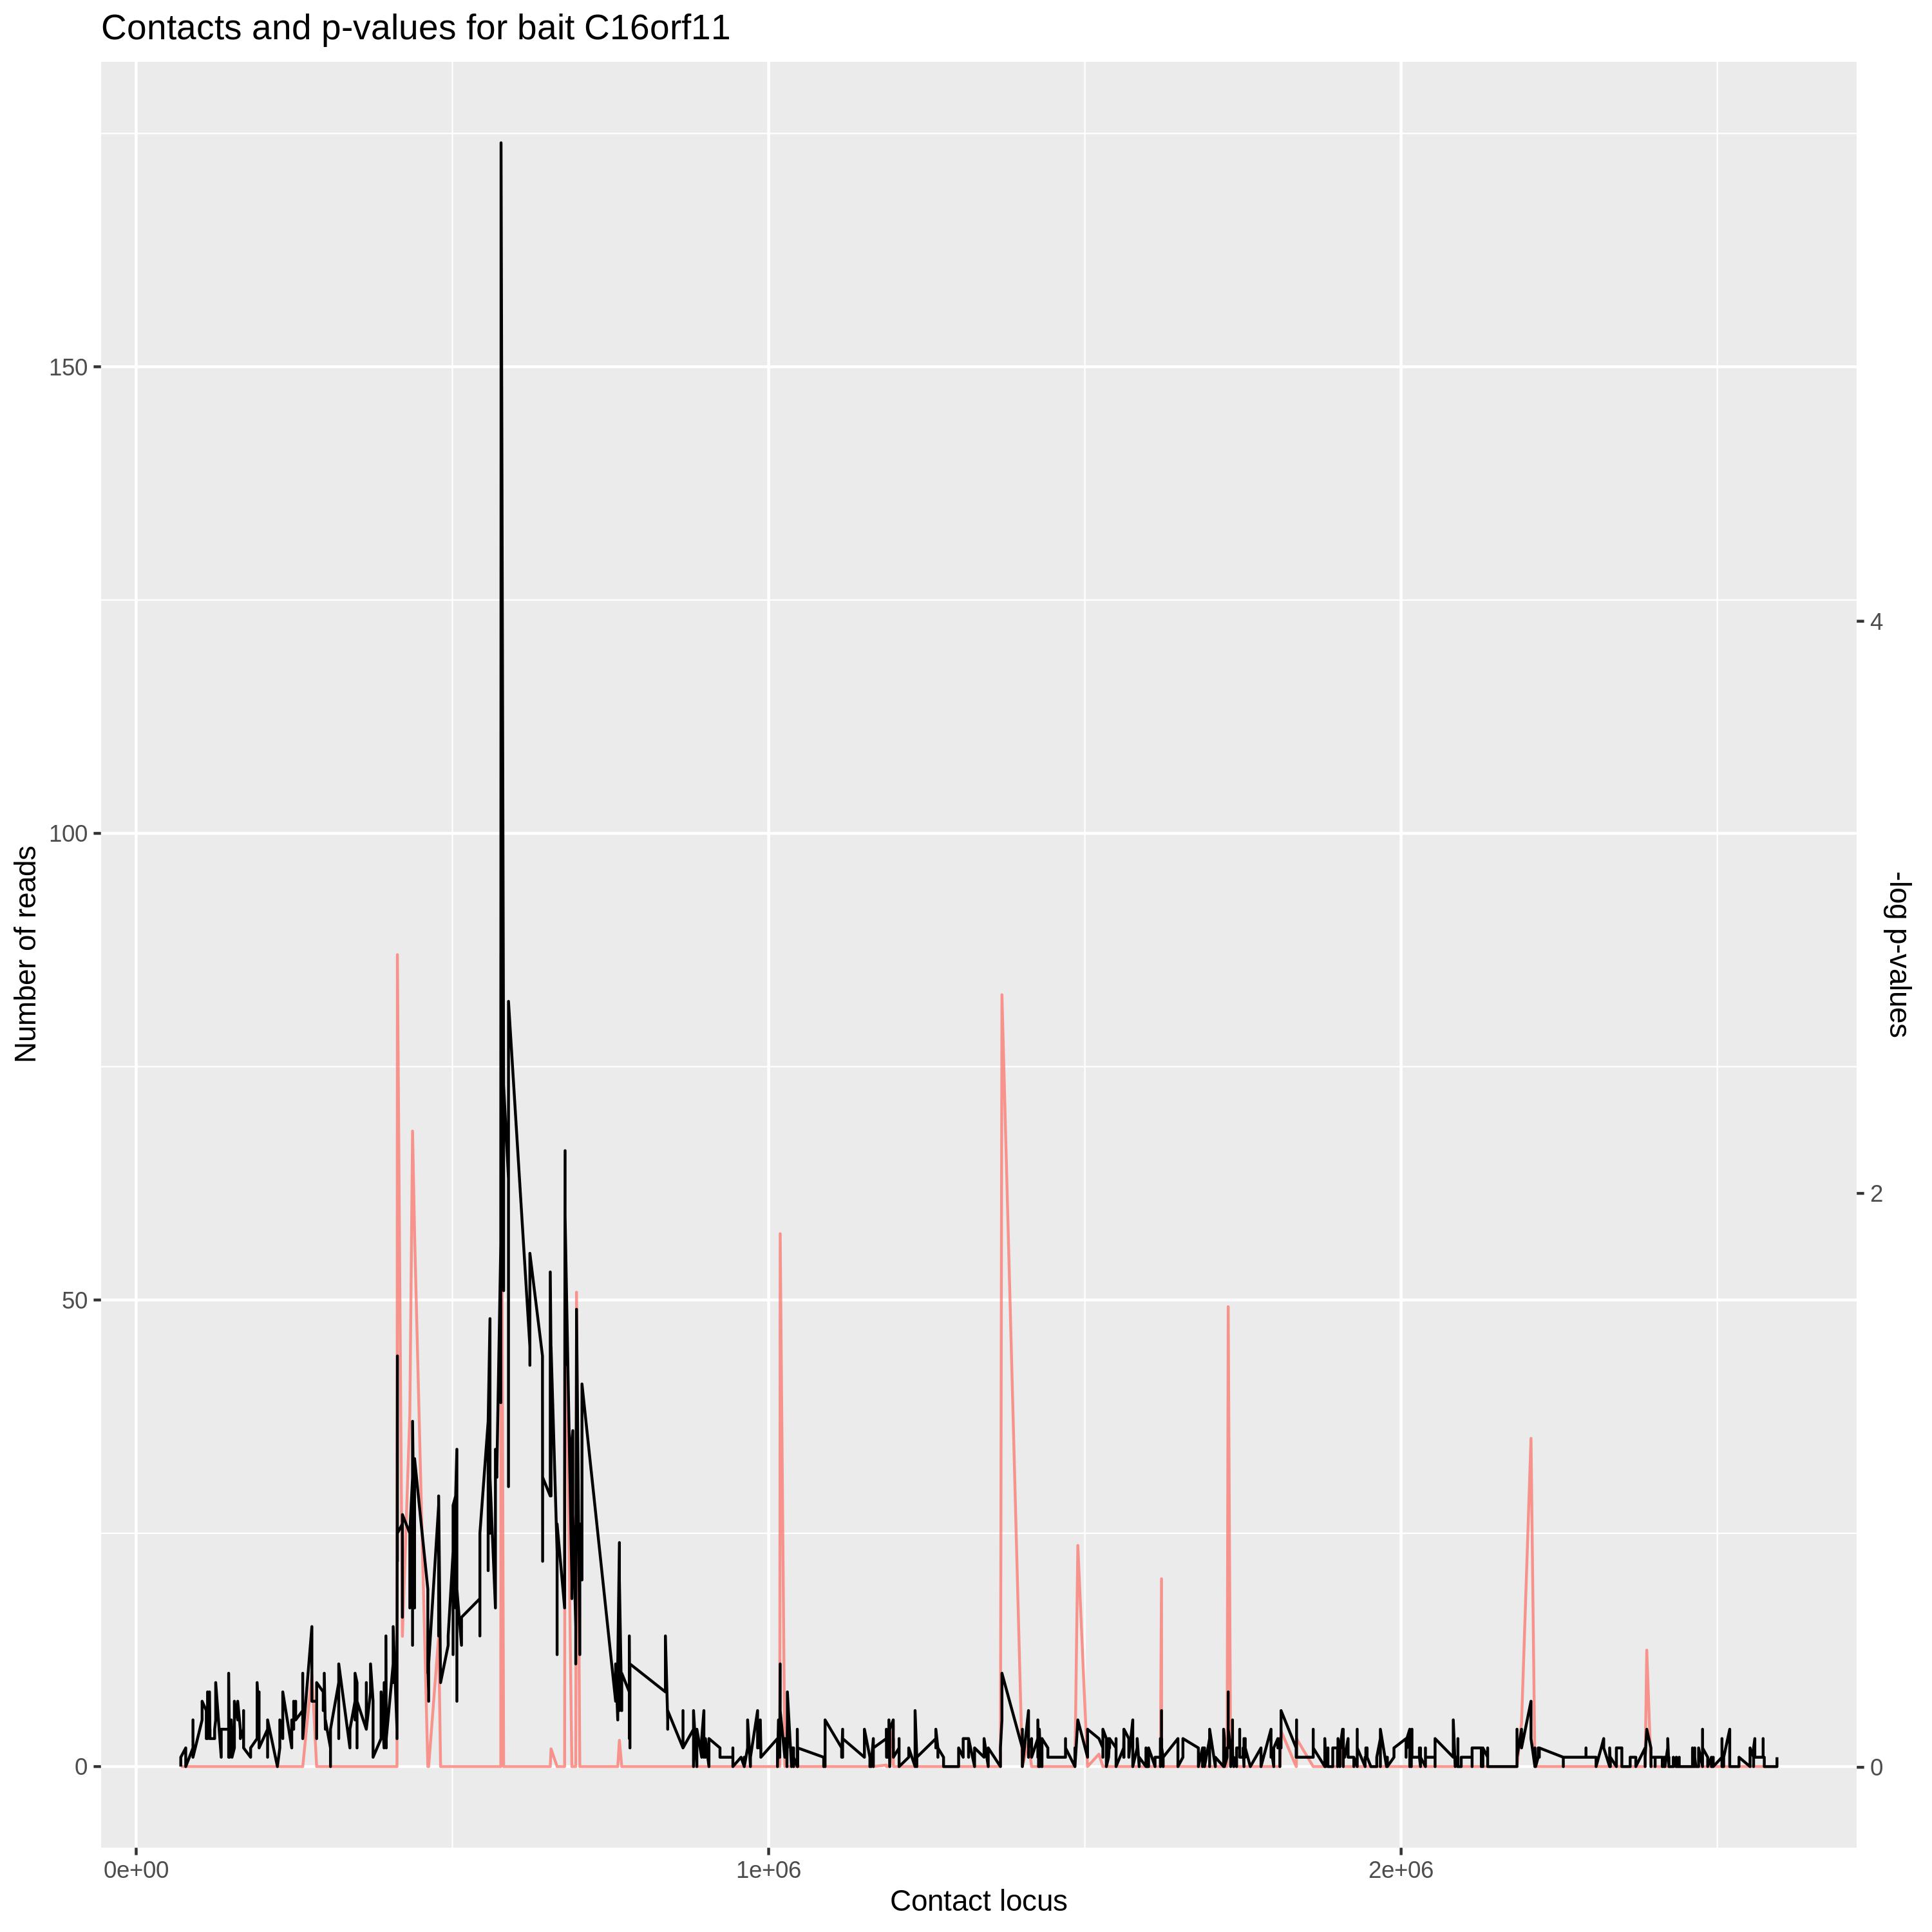 Contacts and p-values for bait C16orf11
Number of reads
150
100
50
0
4
2
0
-log p-values
0e+00
1e+06
2e+06
Contact locus